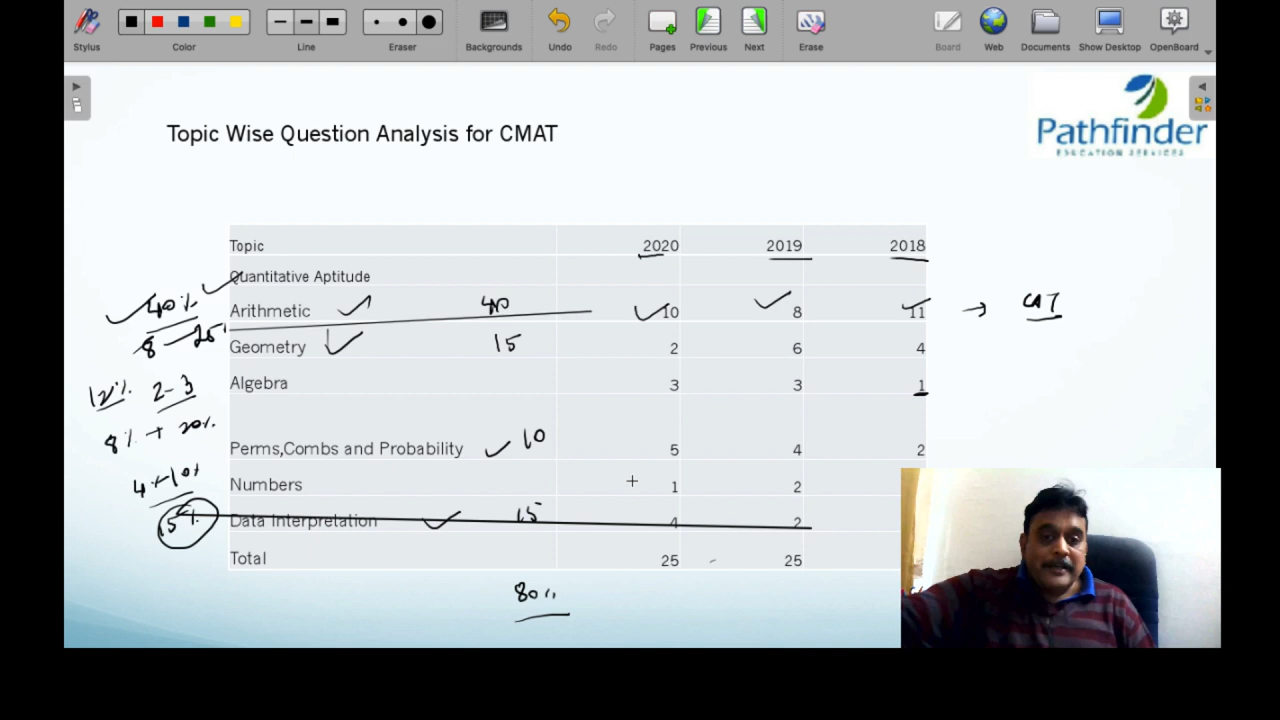 Stylus Color Line Eraser Backgrounds Undo Redo Pages Previous Next Erase Board Web Documents Show Desktop OpenBoard
Topic Wise Question Analysis for CMAT
Pathfinder
EDUCATION SERVICES
Topic 2020 2019 2018
Quantitative Aptitude
40% Arithmetic 40 10 8 11 → CAT
8 Geometry 15 2 6 4
12% 2-3 Algebra 3 3 1
8% + 20%
Perms,Combs and Probability 10 5 4 2
Numbers 1 2
15% Data Interpretation 15 4 2
Total 25 25
80%